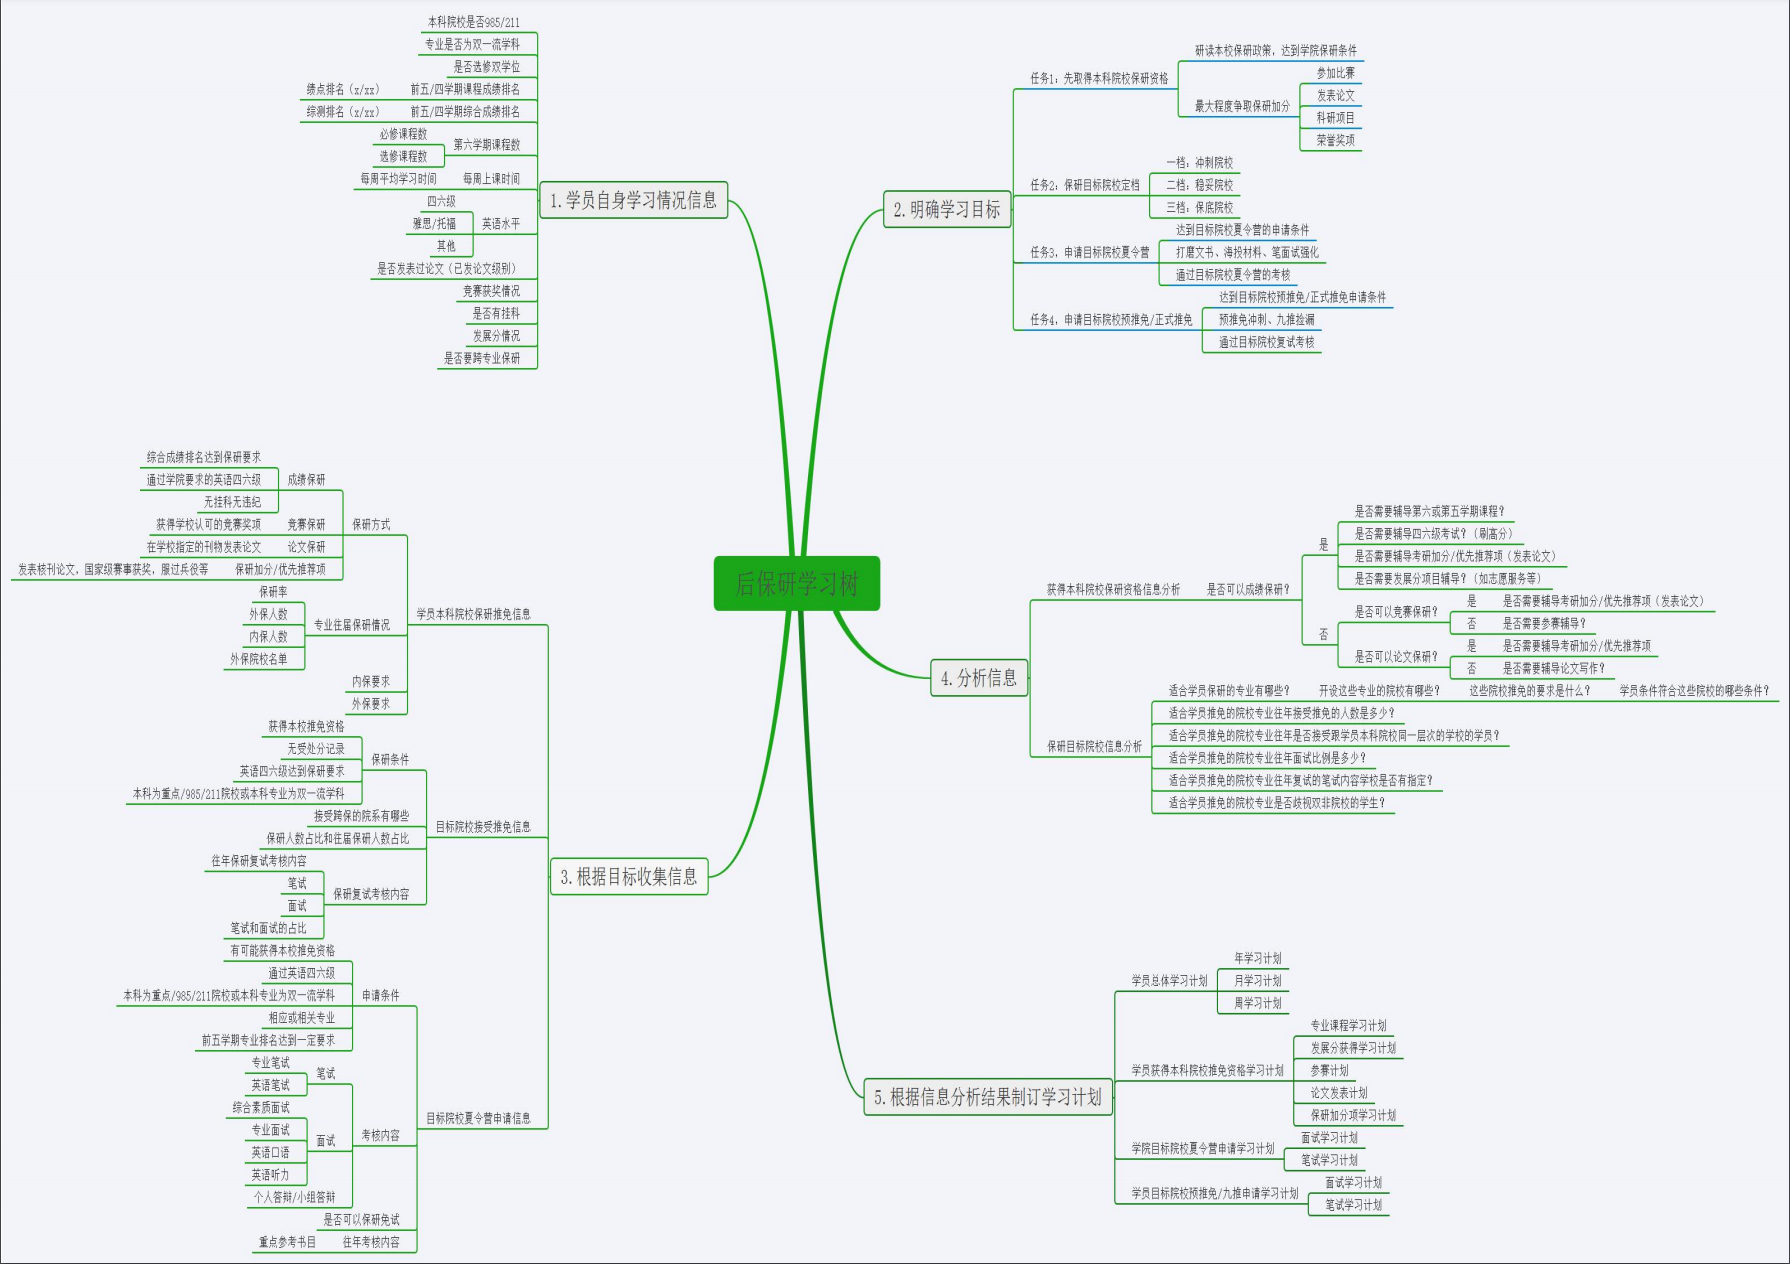 后保研学习树
1.学员自身学习情况信息
本科院校是否985/211
专业是否为双一流学科
是否选修双学位
前五/四学期课程成绩排名
绩点排名（x/xx）
前五/四学期综合成绩排名
综测排名（x/xx）
第六学期课程数
必修课程数
选修课程数
每周上课时间
每周平均学习时间
英语水平
四六级
雅思/托福
其他
是否发表过论文（已发论文级别）
竞赛获奖情况
是否有挂科
发展分情况
是否要跨专业保研
2.明确学习目标
任务1：先取得本科院校保研资格
研读本校保研政策，达到学院保研条件
最大程度争取保研加分
参加比赛
发表论文
科研项目
荣誉奖项
任务2：保研目标院校定档
一档：冲刺院校
二档：稳妥院校
三档：保底院校
任务3，申请目标院校夏令营
达到目标院校夏令营的申请条件
打磨文书、海投材料、笔面试强化
通过目标院校夏令营的考核
任务4，申请目标院校预推免/正式推免
达到目标院校预推免/正式推免申请条件
预推免冲刺、九推捡漏
通过目标院校复试考核
3.根据目标收集信息
学员本科院校保研推免信息
保研方式
成绩保研
综合成绩排名达到保研要求
通过学院要求的英语四六级
无挂科无违纪
竞赛保研
获得学校认可的竞赛奖项
论文保研
在学校指定的刊物发表论文
保研加分/优先推荐项
发表核刊论文，国家级赛事获奖，服过兵役等
专业往届保研情况
保研率
外保人数
内保人数
外保院校名单
内保要求
外保要求
目标院校接受推免信息
保研条件
获得本校推免资格
无受处分记录
英语四六级达到保研要求
本科为重点/985/211院校或本科专业为双一流学科
接受跨保的院系有哪些
保研人数占比和往届保研人数占比
保研复试考核内容
往年保研复试考核内容
笔试
面试
笔试和面试的占比
目标院校夏令营申请信息
申请条件
有可能获得本校推免资格
通过英语四六级
本科为重点/985/211院校或本科专业为双一流学科
相应或相关专业
前五学期专业排名达到一定要求
考核内容
笔试
专业笔试
英语笔试
面试
综合素质面试
专业面试
英语口语
英语听力
个人答辩/小组答辩
是否可以保研免试
往年考核内容
重点参考书目
4.分析信息
获得本科院校保研资格信息分析
是否可以成绩保研？
是
是否需要辅导第六或第五学期课程？
是否需要辅导四六级考试？（刷高分）
是否需要辅导考研加分/优先推荐项（发表论文）
是否需要发展分项目辅导？（如志愿服务等）
否
是否可以竞赛保研？
是
是否需要辅导考研加分/优先推荐项（发表论文）
否
是否需要参赛辅导？
是否可以论文保研？
是
是否需要辅导考研加分/优先推荐项
否
是否需要辅导论文写作？
保研目标院校信息分析
适合学员保研的专业有哪些？
开设这些专业的院校有哪些？
这些院校推免的要求是什么？
学员条件符合这些院校的哪些条件？
适合学员推免的院校专业往年接受推免的人数是多少？
适合学员推免的院校专业往年是否接受跟学员本科院校同一层次的学校的学员？
适合学员推免的院校专业往年面试比例是多少？
适合学员推免的院校专业往年复试的笔试内容学校是否有指定？
适合学员推免的院校专业是否歧视双非院校的学生？
5.根据信息分析结果制订学习计划
学员总体学习计划
年学习计划
月学习计划
周学习计划
学员获得本科院校推免资格学习计划
专业课程学习计划
发展分获得学习计划
参赛计划
论文发表计划
保研加分项学习计划
学院目标院校夏令营申请学习计划
面试学习计划
笔试学习计划
学员目标院校预推免/九推申请学习计划
面试学习计划
笔试学习计划